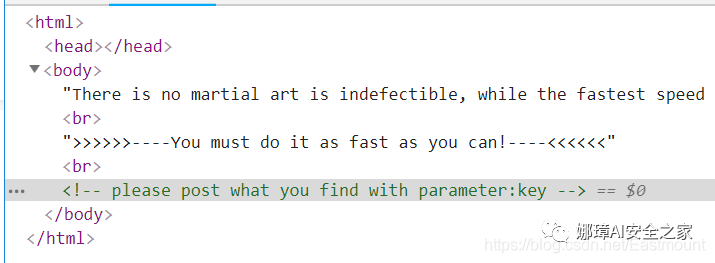 <html>
<head></head>
<body>
"There is no martial art is indefectible, while the fastest speed
<br>
">>>>>>----You must do it as fast as you can!----<<<<<<"
<br>
<!-- please post what you find with parameter:key --> == $0
</body>
</html>
娜璋AI安全之家
https://blog.csdn.net/Eastmount